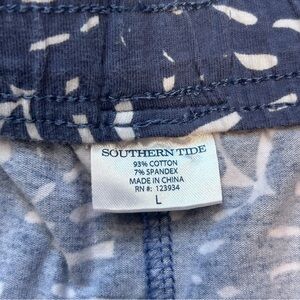 SOUTHERN TIDE
93% COTTON
7% SPANDEX
MADE IN CHINA
RN #: 123934
L